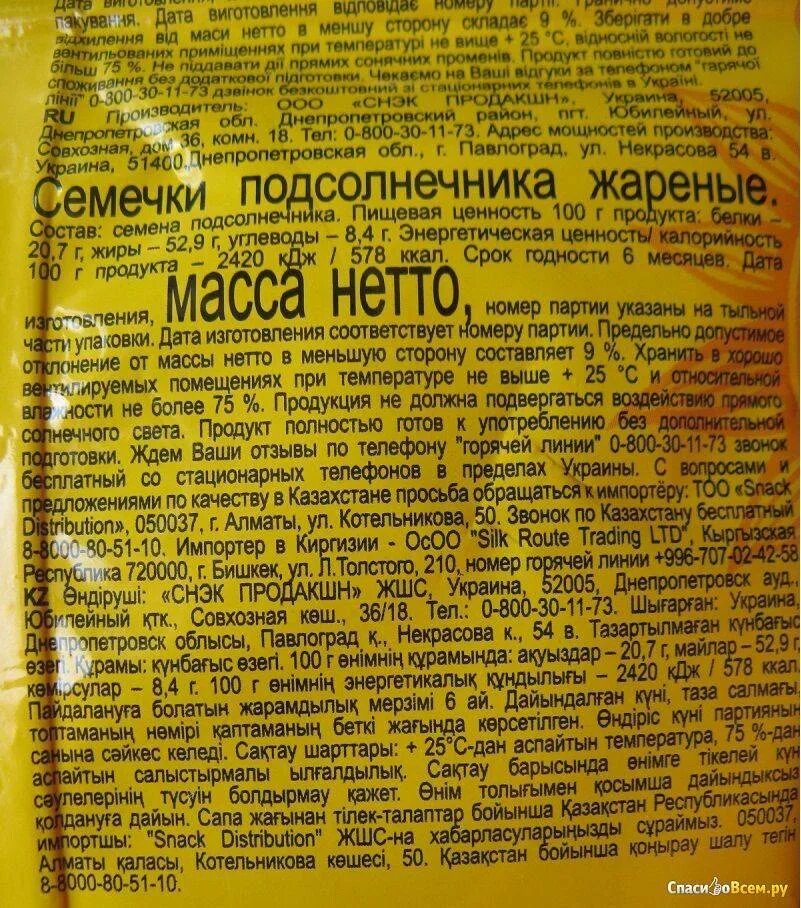 Дата виготовлення відповідає номеру партії. Гранично допустиме
пакування. Дата виготовлення відповідає номеру партії.
відхилення від маси нетто в меншу сторону складає 9 %. Зберігати в добре
вентильованих приміщеннях при температурі не вище + 25 °С, відносній вологості не
більш 75 %. Не піддавати дії прямих сонячних променів. Продукт повністю готовий до
споживання без додаткової підготовки. Чекаємо на Ваші відгуки за телефоном "гарячої
лінії" 0-800-30-11-73 дзвінок безкоштовний зі стаціонарних телефонів в Україні.
RU Производитель: ООО «СНЭК ПРОДАКШН», Украина, 52005,
Днепропетровская обл. Днепропетровский район, пгт. Юбилейный, ул.
Совхозная, дом 36, комн. 18. Тел: 0-800-30-11-73. Адрес мощностей производства:
Украина, 51400.Днепропетровская обл., г. Павлоград, ул. Некрасова 54 в.
Семечки подсолнечника жареные.
Состав: семена подсолнечника. Пищевая ценность 100 г продукта: белки –
20,7 г, жиры – 52,9 г, углеводы – 8,4 г. Энергетическая ценность/ калорийность
100 г продукта – 2420 кДж / 578 ккал. Срок годности 6 месяцев. Дата
изготовления, масса нетто, номер партии указаны на тыльной
части упаковки. Дата изготовления соответствует номеру партии. Предельно допустимое
отклонение от массы нетто в меньшую сторону составляет 9 %. Хранить в хорошо
вентилируемых помещениях при температуре не выше + 25 °С и относительной
влажности не более 75 %. Продукция не должна подвергаться воздействию прямого
солнечного света. Продукт полностью готов к употреблению без дополнительной
подготовки. Ждем Ваши отзывы по телефону "горячей линии" 0-800-30-11-73 звонок
бесплатный со стационарных телефонов в пределах Украины. С вопросами и
предложениями по качеству в Казахстане просьба обращаться к импортёру: ТОО «Snack
Distribution», 050037, г. Алматы, ул. Котельникова, 50. Звонок по Казахстану бесплатный
8-8000-80-51-10. Импортер в Киргизии - ОсОО "Silk Route Trading LTD", Кыргызская
Республика 720000, г. Бишкек, ул. Л.Толстого, 210, номер горячей линии +996-707-02-42-58
KZ Өндіруші: «СНЭК ПРОДАКШН» ЖШС, Украина, 52005, Днепропетровск ауд.,
Юбилейный қтк., Совхозная көш., 36/18. Тел.: 0-800-30-11-73. Шығарған: Украина,
Днепропетровск облысы, Павлоград қ., Некрасова к., 54 в. Тазартылмаған күнбағыс
өзегі. Құрамы: күнбағыс өзегі. 100 г өнімнің құрамында: ақуыздар – 20,7 г, майлар – 52,9 г,
көмірсулар – 8,4 г. 100 г өнімнің энергетикалық құндылығы – 2420 кДж / 578 ккал.
Пайдалануға болатын жарамдылық мерзімі 6 ай. Дайындалған күні, таза салмағы,
топтаманың нөмірі қаптаманың беткі жағында көрсетілген. Өндіріс күні партияның
санына сәйкес келеді. Сақтау шарттары: + 25°С-дан аспайтын температура, 75 %-дан
аспайтын салыстырмалы ылғалдылық. Сақтау барысында өнімге тікелей күн
сәулелерінің түсуін болдырмау қажет. Өнім толығымен қосымша дайындықсыз
қолдануға дайын. Сапа жағынан тілек-талаптар бойынша Қазақстан Республикасында
импортшы: "Snack Distribution" ЖШС-на хабарласуларыңызды сұраймыз. 050037,
Алматы қаласы, Котельникова көшесі, 50. Қазақстан бойынша қоңырау шалу тегін
8-8000-80-51-10.
СпасибоВсем.ру